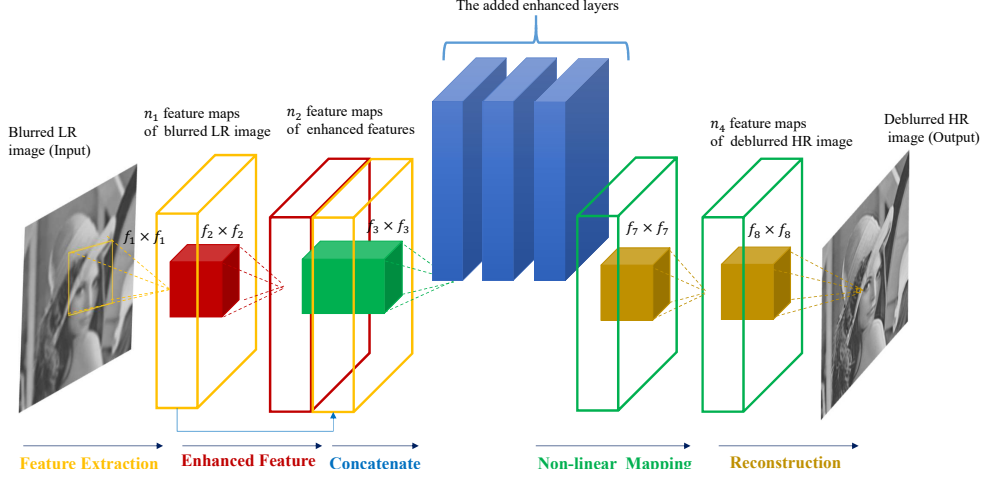 The added enhanced layers
n₁ feature maps
of blurred LR image
n₂ feature maps
of enhanced features
Blurred LR
image (Input)
n₄ feature maps
of deblurred HR image
Deblurred HR
image (Output)
f₁ × f₁
f₂ × f₂
f₃ × f₃
f₇ × f₇
f₈ × f₈
Feature Extraction
Enhanced Feature
Concatenate
Non-linear Mapping
Reconstruction